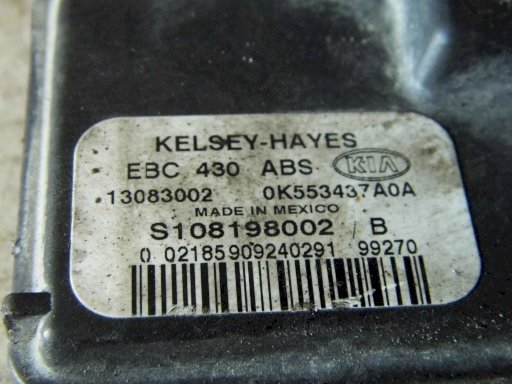 KELSEY-HAYES
EBC 430 ABS KIA
13083002 0K553437A0A
MADE IN MEXICO
S108198002 B
0 02185909240291 99270